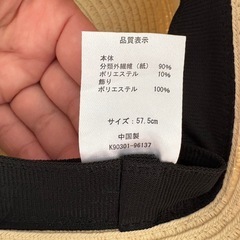 品質表示
本体
分類外繊維（紙） 90%
ポリエステル 10%
飾り
ポリエステル 100%
サイズ：57.5cm
中国製
K90301-96137